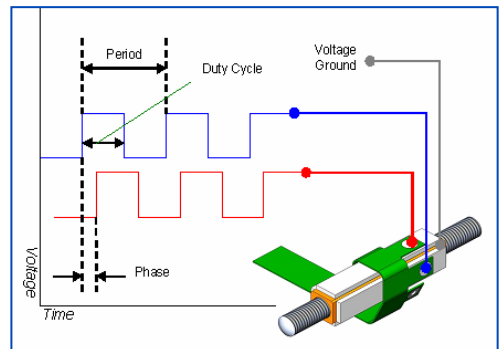 Period
Duty Cycle
Voltage
Ground
Phase
Voltage
Time